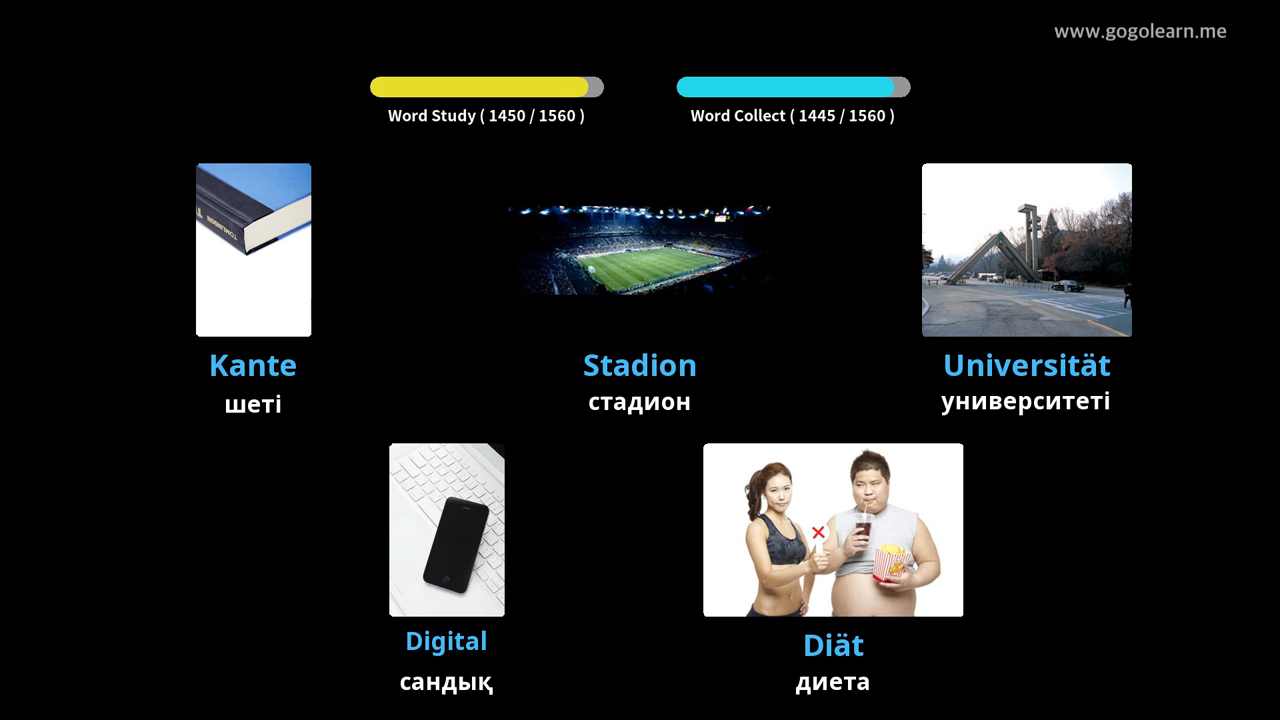 www.gogolearn.me
Word Study ( 1450 / 1560 )
Word Collect ( 1445 / 1560 )
TOMLINSON
Kante
шеті
Stadion
стадион
Universität
университеті
Digital
сандық
Diät
диета